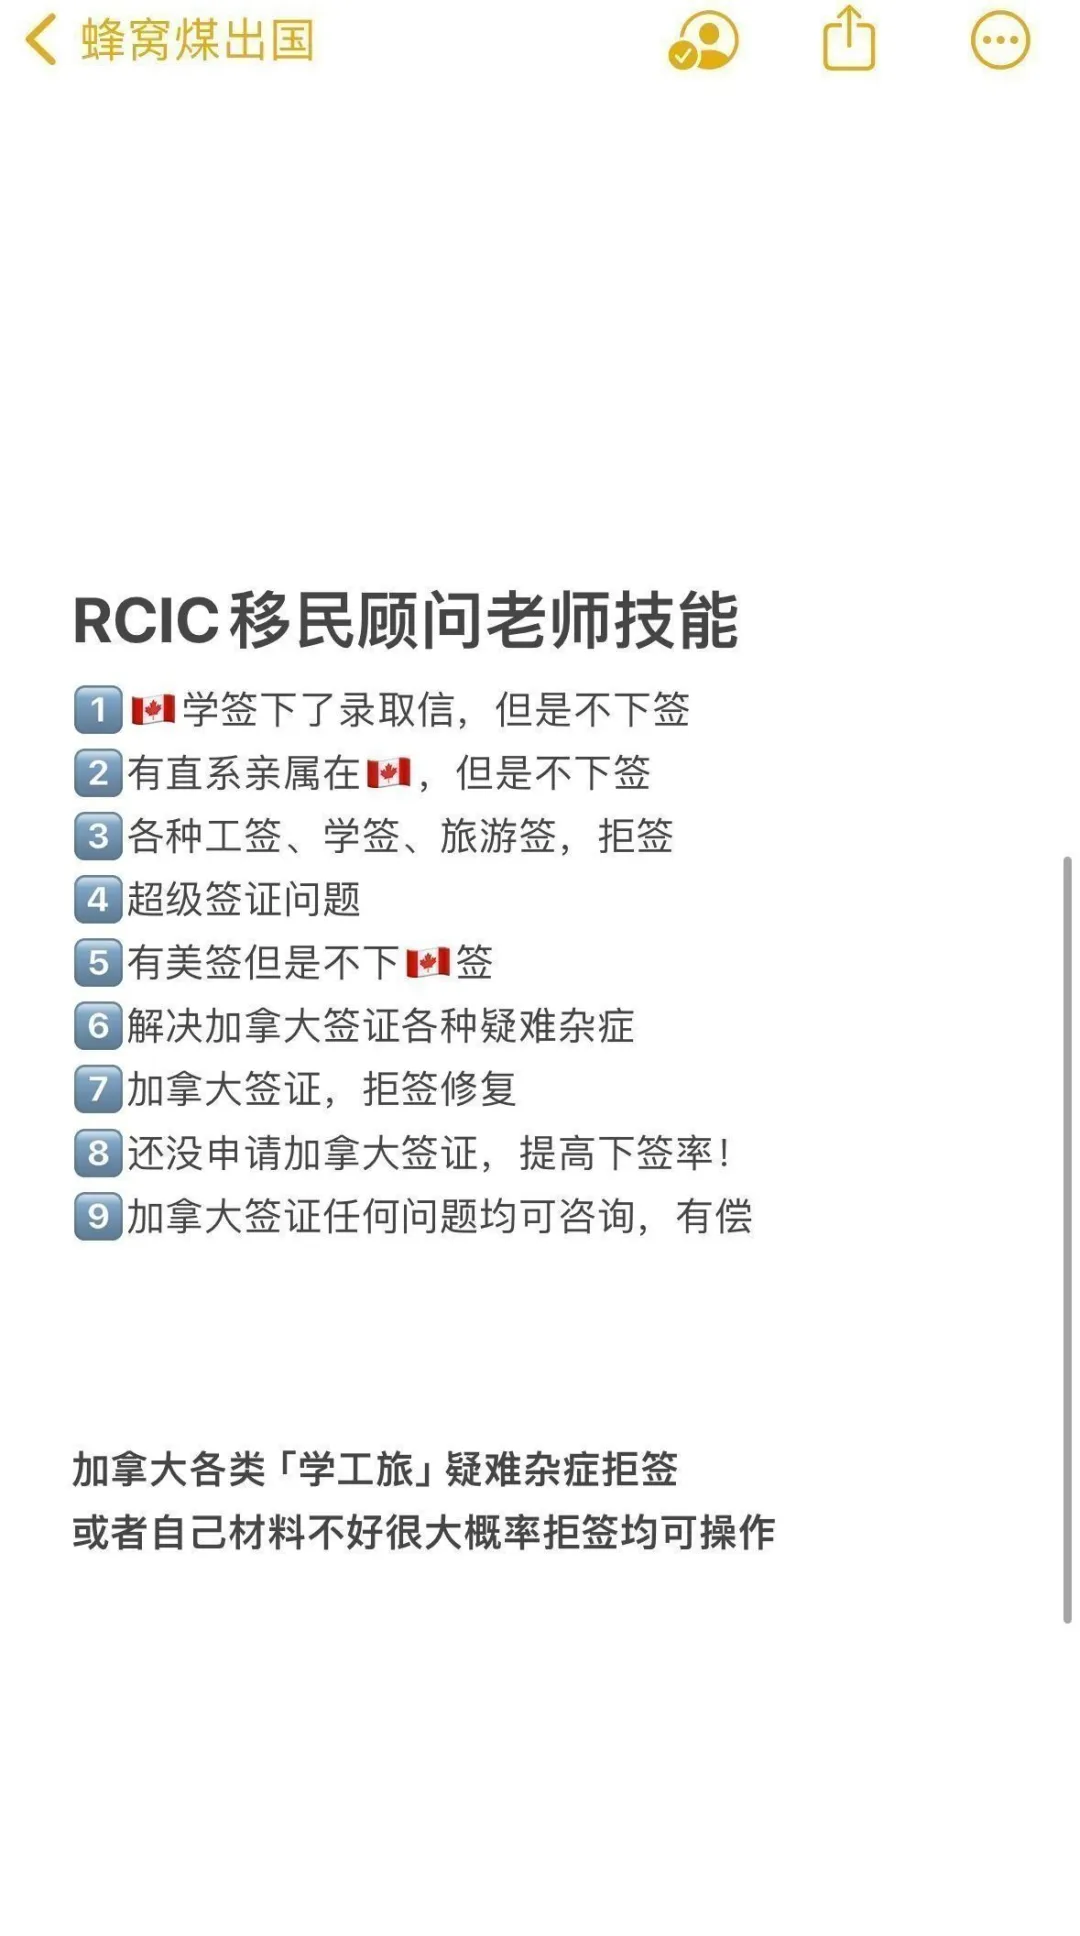 蜂窝煤出国
RCIC移民顾问老师技能
1️⃣🇨🇦学签下了录取信，但是不下签
2️⃣有直系亲属在🇨🇦，但是不下签
3️⃣各种工签、学签、旅游签，拒签
4️⃣超级签证问题
5️⃣有美签但是不下🇨🇦签
6️⃣解决加拿大签证各种疑难杂症
7️⃣加拿大签证，拒签修复
8️⃣还没申请加拿大签证，提高下签率！
9️⃣加拿大签证任何问题均可咨询，有偿
加拿大各类「学工旅」疑难杂症拒签
或者自己材料不好很大概率拒签均可操作